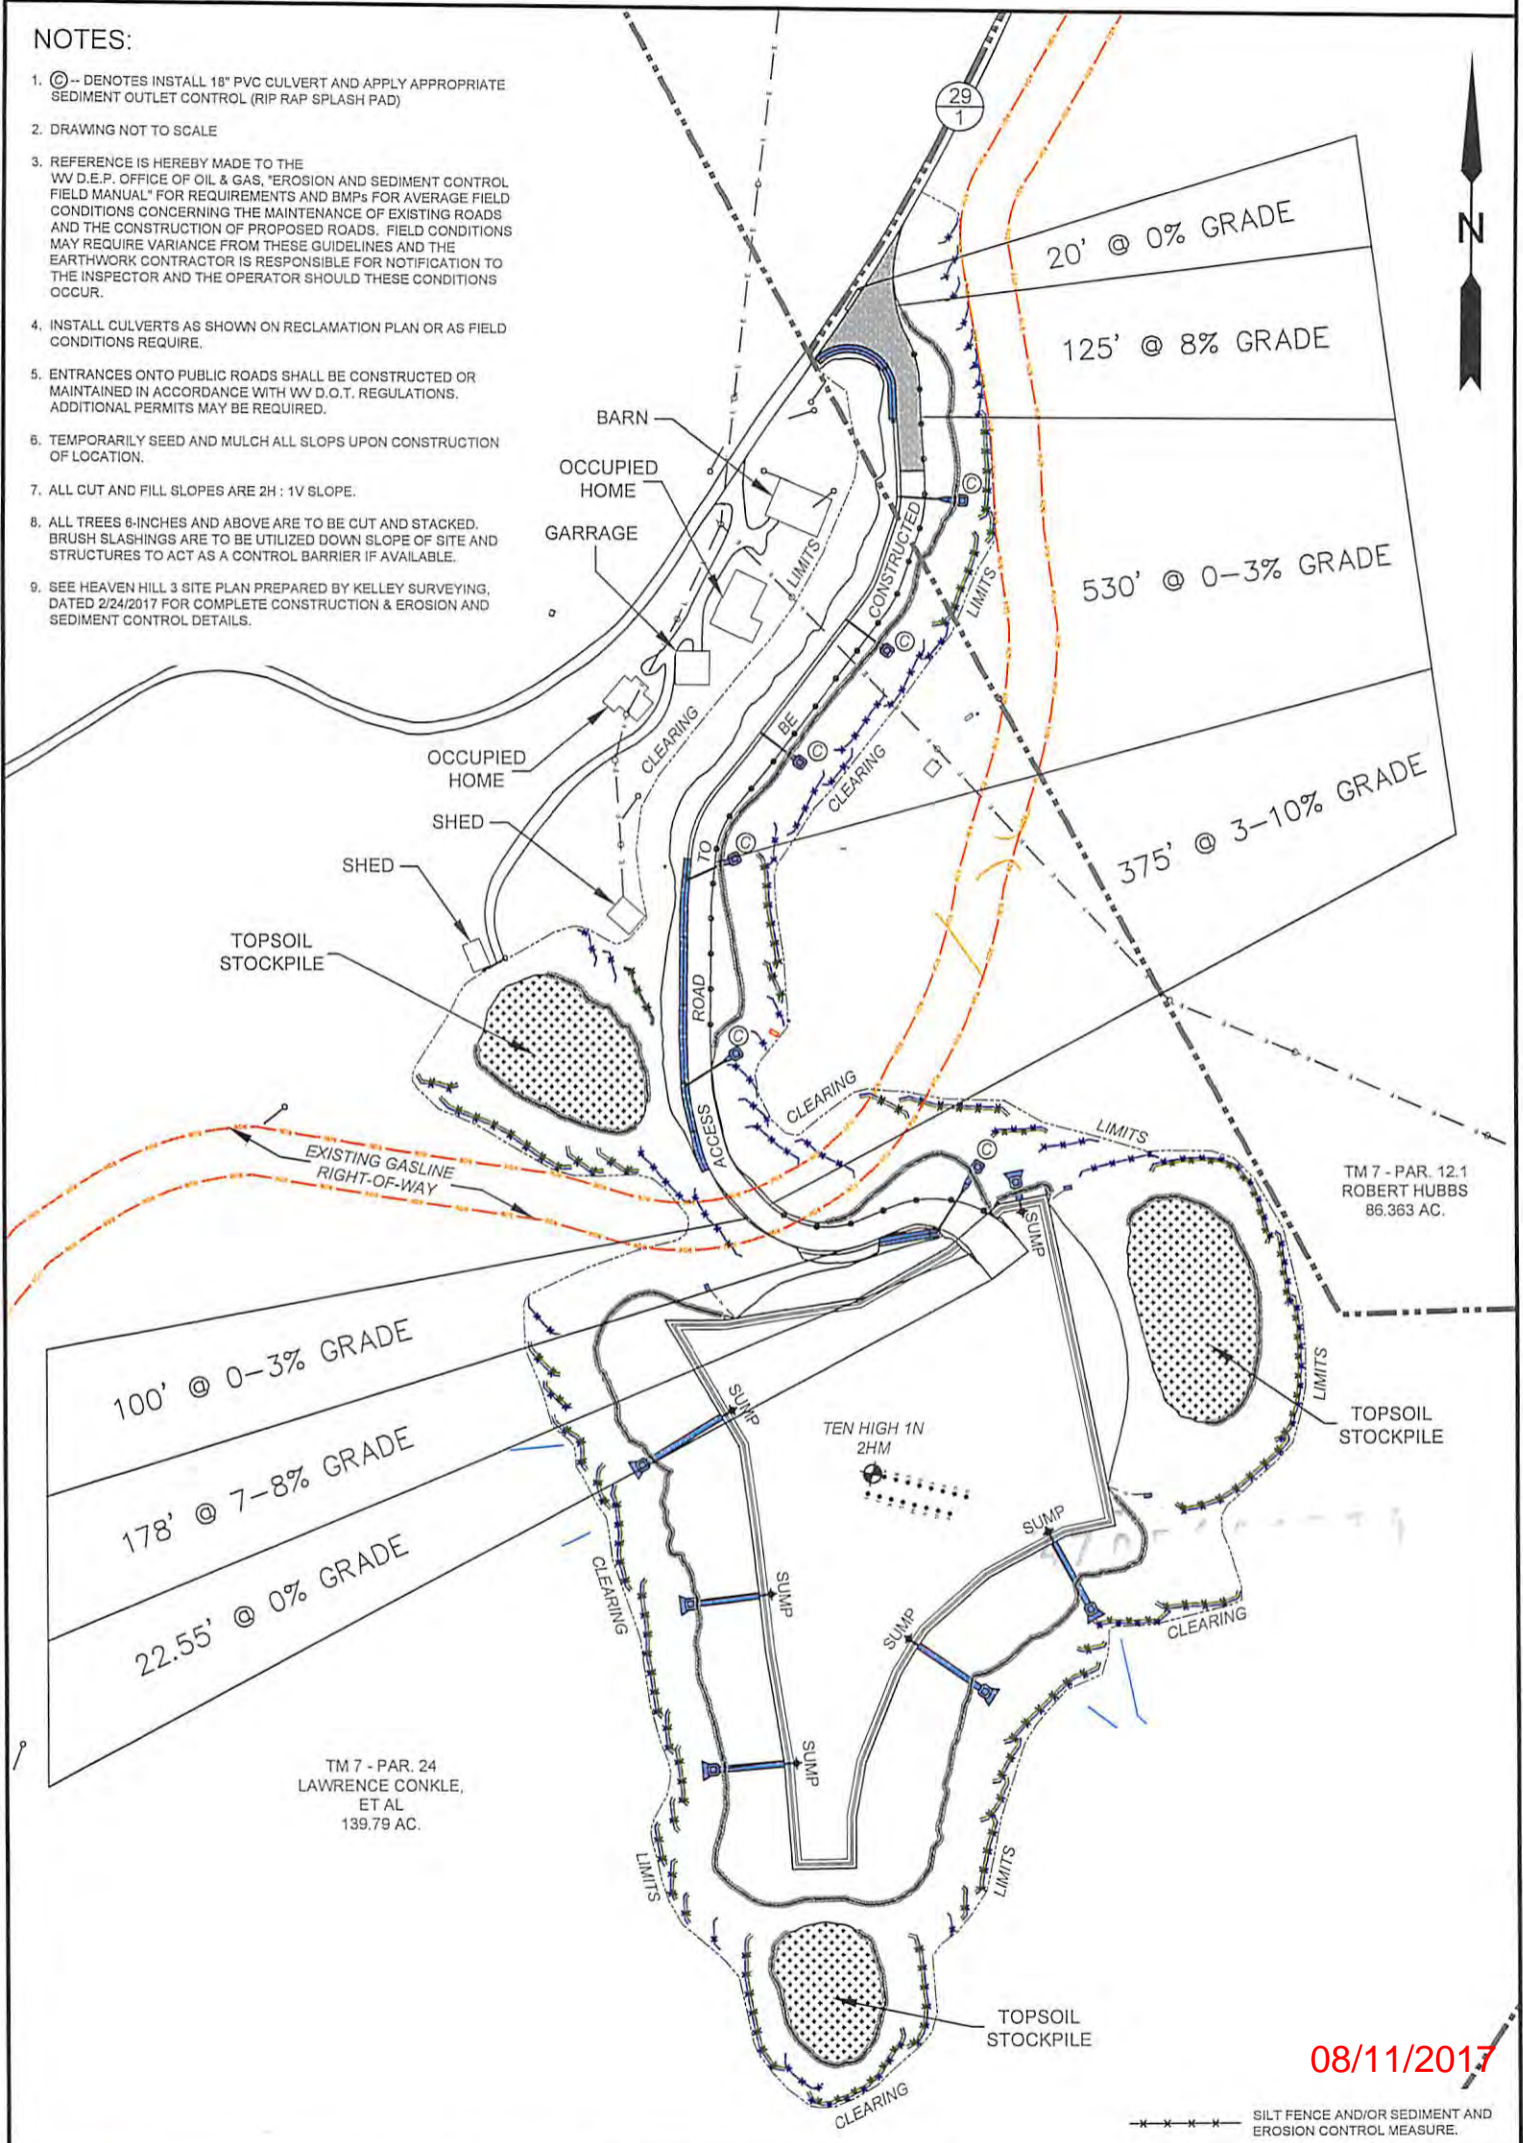 NOTES:
1. Ⓒ -- DENOTES INSTALL 18" PVC CULVERT AND APPLY APPROPRIATE
SEDIMENT OUTLET CONTROL (RIP RAP SPLASH PAD)
2. DRAWING NOT TO SCALE
3. REFERENCE IS HEREBY MADE TO THE
WV D.E.P. OFFICE OF OIL & GAS, "EROSION AND SEDIMENT CONTROL
FIELD MANUAL" FOR REQUIREMENTS AND BMPs FOR AVERAGE FIELD
CONDITIONS CONCERNING THE MAINTENANCE OF EXISTING ROADS
AND THE CONSTRUCTION OF PROPOSED ROADS. FIELD CONDITIONS
MAY REQUIRE VARIANCE FROM THESE GUIDELINES AND THE
EARTHWORK CONTRACTOR IS RESPONSIBLE FOR NOTIFICATION TO
THE INSPECTOR AND THE OPERATOR SHOULD THESE CONDITIONS
OCCUR.
4. INSTALL CULVERTS AS SHOWN ON RECLAMATION PLAN OR AS FIELD
CONDITIONS REQUIRE.
5. ENTRANCES ONTO PUBLIC ROADS SHALL BE CONSTRUCTED OR
MAINTAINED IN ACCORDANCE WITH WV D.O.T. REGULATIONS.
ADDITIONAL PERMITS MAY BE REQUIRED.
6. TEMPORARILY SEED AND MULCH ALL SLOPS UPON CONSTRUCTION
OF LOCATION.
7. ALL CUT AND FILL SLOPES ARE 2H : 1V SLOPE.
8. ALL TREES 6-INCHES AND ABOVE ARE TO BE CUT AND STACKED.
BRUSH SLASHINGS ARE TO BE UTILIZED DOWN SLOPE OF SITE AND
STRUCTURES TO ACT AS A CONTROL BARRIER IF AVAILABLE.
9. SEE HEAVEN HILL 3 SITE PLAN PREPARED BY KELLEY SURVEYING,
DATED 2/24/2017 FOR COMPLETE CONSTRUCTION & EROSION AND
SEDIMENT CONTROL DETAILS.
29
1
N
20' @ 0% GRADE
125' @ 8% GRADE
530' @ 0-3% GRADE
375' @ 3-10% GRADE
BARN
OCCUPIED
HOME
GARRAGE
OCCUPIED
HOME
SHED
SHED
TOPSOIL
STOCKPILE
CLEARING
LIMITS
ACCESS
ROAD
TO
BE
CONSTRUCTED
CLEARING
LIMITS
C
C
C
C
C
C
EXISTING GASLINE
RIGHT-OF-WAY
CLEARING
LIMITS
TM 7 - PAR. 12.1
ROBERT HUBBS
86.363 AC.
100' @ 0-3% GRADE
178' @ 7-8% GRADE
22.55' @ 0% GRADE
SUMP
SUMP
SUMP
SUMP
SUMP
SUMP
TEN HIGH 1N
2HM
LIMITS
TOPSOIL
STOCKPILE
CLEARING
CLEARING
TM 7 - PAR. 24
LAWRENCE CONKLE,
ET AL
139.79 AC.
LIMITS
LIMITS
TOPSOIL
STOCKPILE
CLEARING
08/11/2017
SILT FENCE AND/OR SEDIMENT AND
EROSION CONTROL MEASURE.